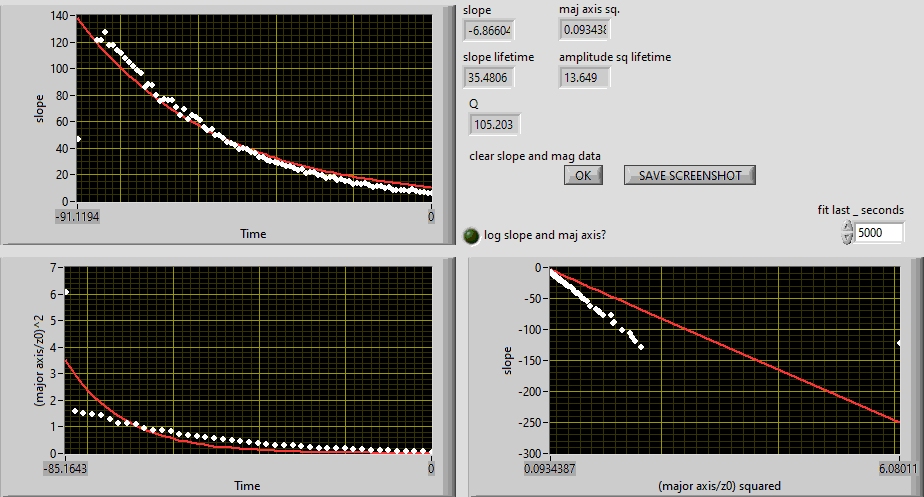 slope
maj axis sq.
-6.86604
0.093438
slope lifetime
amplitude sq lifetime
35.4806
13.649
Q
105.203
clear slope and mag data
OK
SAVE SCREENSHOT
fit last _ seconds
log slope and maj axis?
5000
140
120
100
80
60
40
20
0
slope
-91.1194
0
Time
7
6
5
4
3
2
1
0
(major axis/z0)^2
-85.1643
0
Time
0
-50
-100
-150
-200
-250
-300
slope
0.0934387
6.08011
(major axis/z0) squared